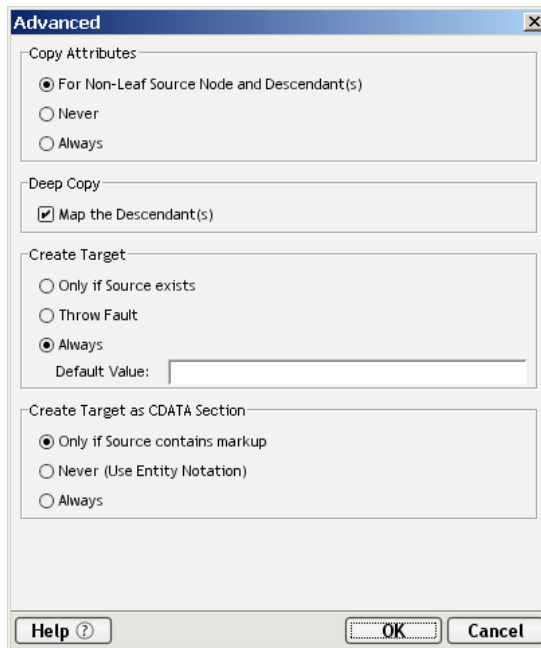 Advanced
Copy Attributes
For Non-Leaf Source Node and Descendant(s)
Never
Always
Deep Copy
Map the Descendant(s)
Create Target
Only if Source exists
Throw Fault
Always
Default Value:
Create Target as CDATA Section
Only if Source contains markup
Never (Use Entity Notation)
Always
Help ? OK Cancel